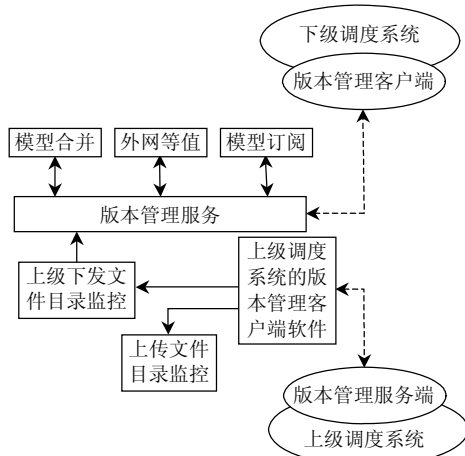 下级调度系统
版本管理客户端
模型合并
外网等值
模型订阅
版本管理服务
上级下发文
件目录监控
上级调度
系统的版
本管理客
户端软件
上传文件
目录监控
版本管理服务端
上级调度系统